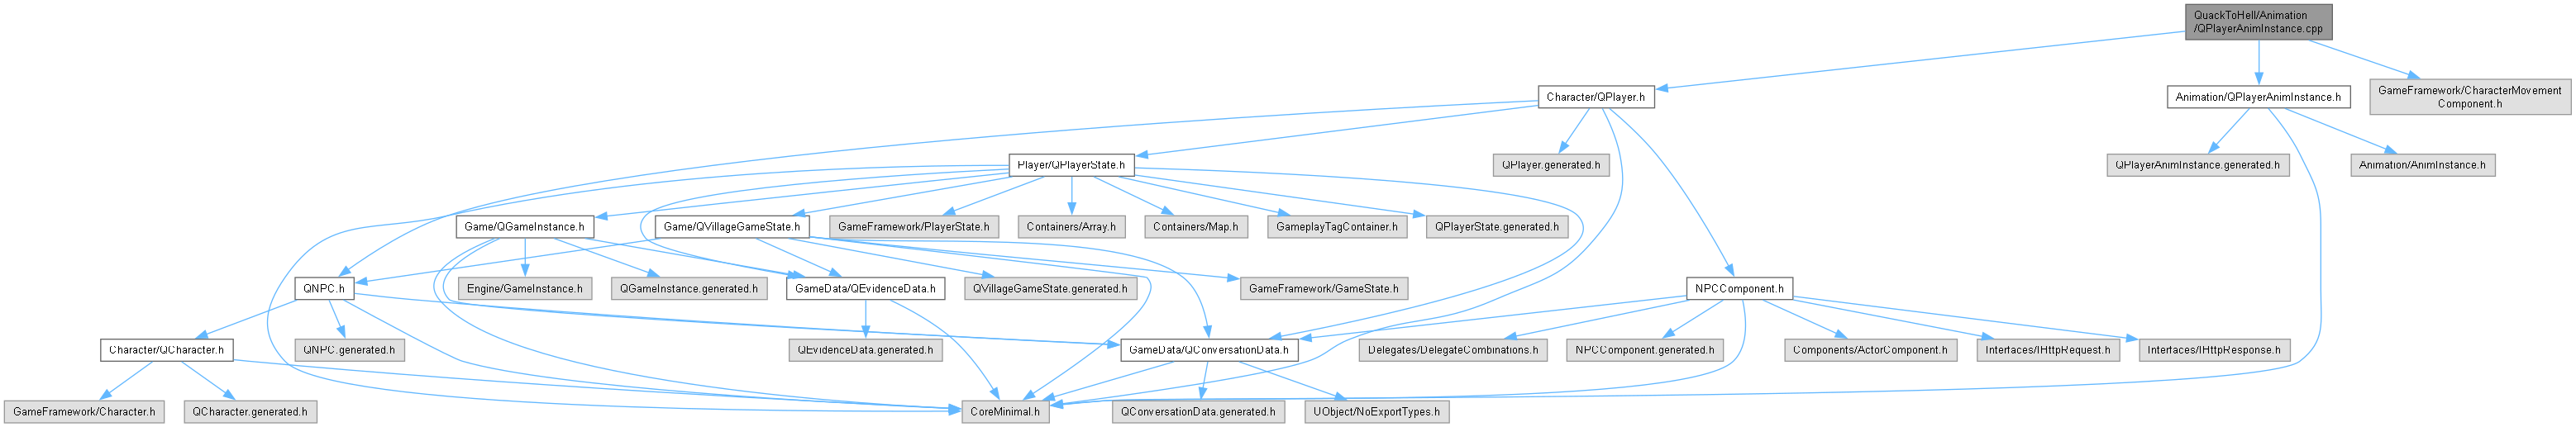 QuackToHell/Animation
/QPlayerAnimInstance.cpp
Character/QPlayer.h
Animation/QPlayerAnimInstance.h
GameFramework/CharacterMovement
Component.h
Player/QPlayerState.h
QPlayer.generated.h
QPlayerAnimInstance.generated.h
Animation/AnimInstance.h
Game/QGameInstance.h
Game/QVillageGameState.h
GameFramework/PlayerState.h
Containers/Array.h
Containers/Map.h
GameplayTagContainer.h
QPlayerState.generated.h
QNPC.h
Engine/GameInstance.h
QGameInstance.generated.h
GameData/QEvidenceData.h
QVillageGameState.generated.h
GameFramework/GameState.h
NPCComponent.h
Character/QCharacter.h
QNPC.generated.h
QEvidenceData.generated.h
GameData/QConversationData.h
Delegates/DelegateCombinations.h
NPCComponent.generated.h
Components/ActorComponent.h
Interfaces/IHttpRequest.h
Interfaces/IHttpResponse.h
GameFramework/Character.h
QCharacter.generated.h
CoreMinimal.h
QConversationData.generated.h
UObject/NoExportTypes.h